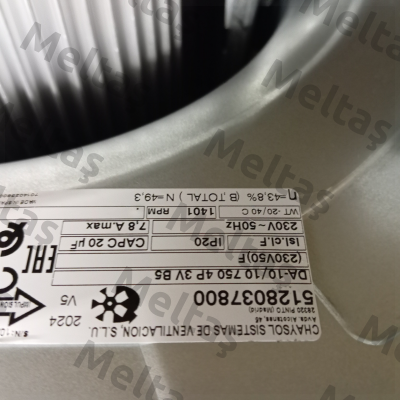 CHAYSOL SISTEMAS DE VENTILACION, S.L.U.
Avda. Alcotanas, 45
28320 PINTO (Madrid)
5128037800
2024 V5
DA-10/10 750 4P 3V B5
(230V50)F
Isl.cl.F IP20 CAPC 20 µF
230V~50Hz 7,8 A.max
WT -20/40 C 1401 RPM
η=43,8% (B,TOTAL) N=49,3
EAC
Meltaş